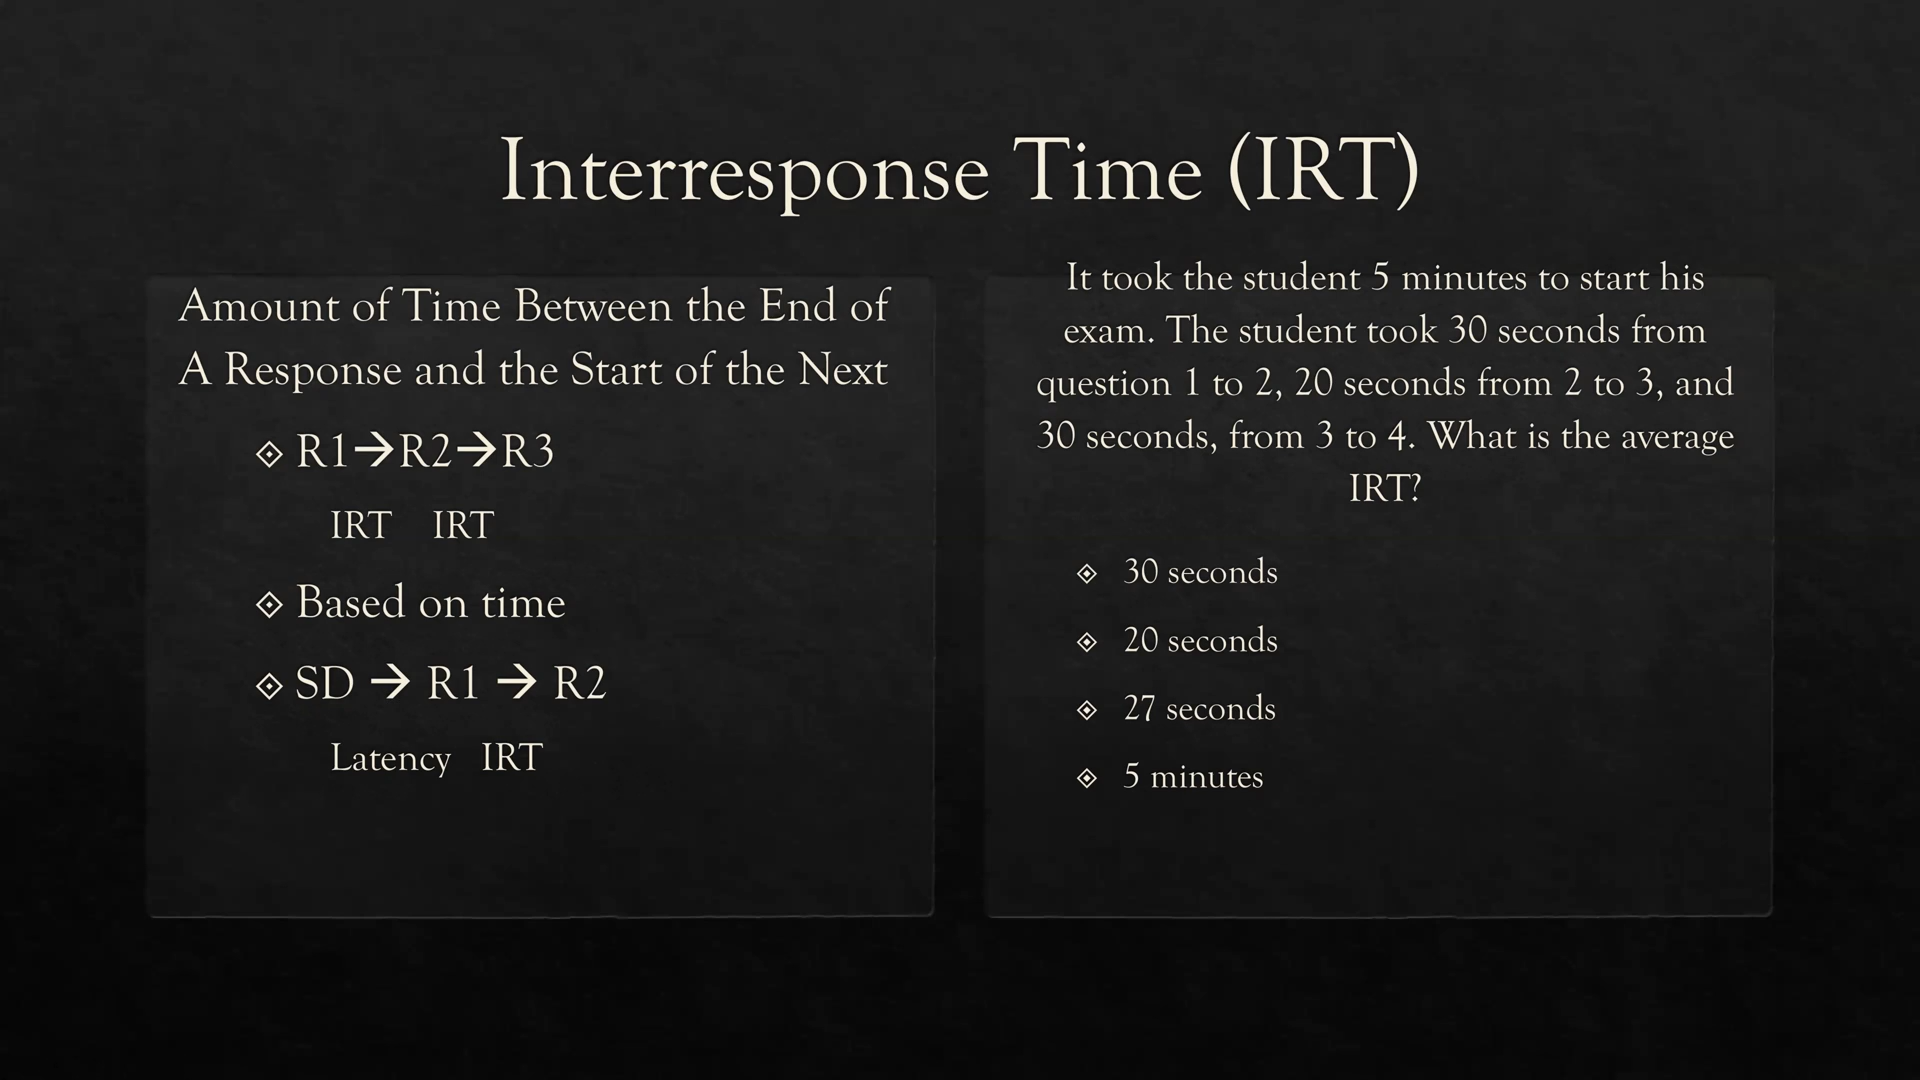 Interresponse Time (IRT)
Amount of Time Between the End of
A Response and the Start of the Next
R1→R2→R3
IRT IRT
Based on time
SD → R1 → R2
Latency IRT
It took the student 5 minutes to start his
exam. The student took 30 seconds from
question 1 to 2, 20 seconds from 2 to 3, and
30 seconds, from 3 to 4. What is the average
IRT?
30 seconds
20 seconds
27 seconds
5 minutes